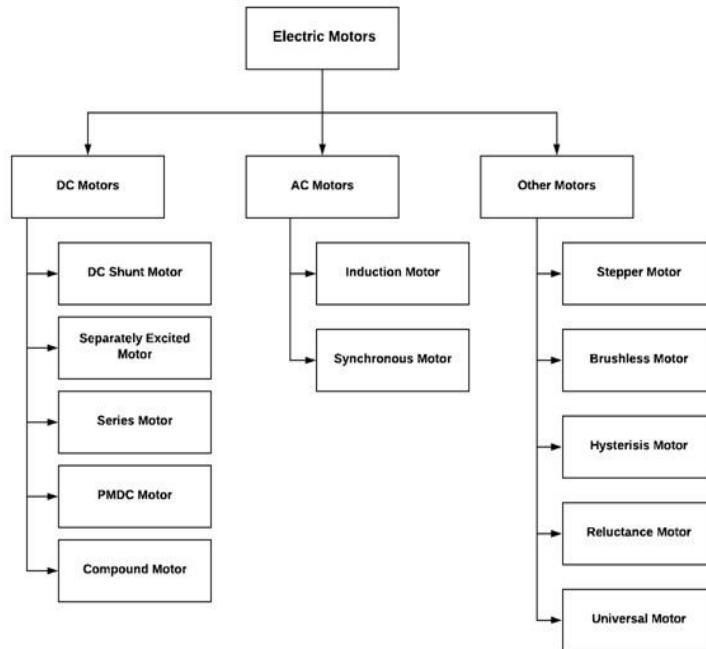 Electric Motors
DC Motors
AC Motors
Other Motors
DC Shunt Motor
Separately Excited
Motor
Series Motor
PMDC Motor
Compound Motor
Induction Motor
Synchronous Motor
Stepper Motor
Brushless Motor
Hysterisis Motor
Reluctance Motor
Universal Motor